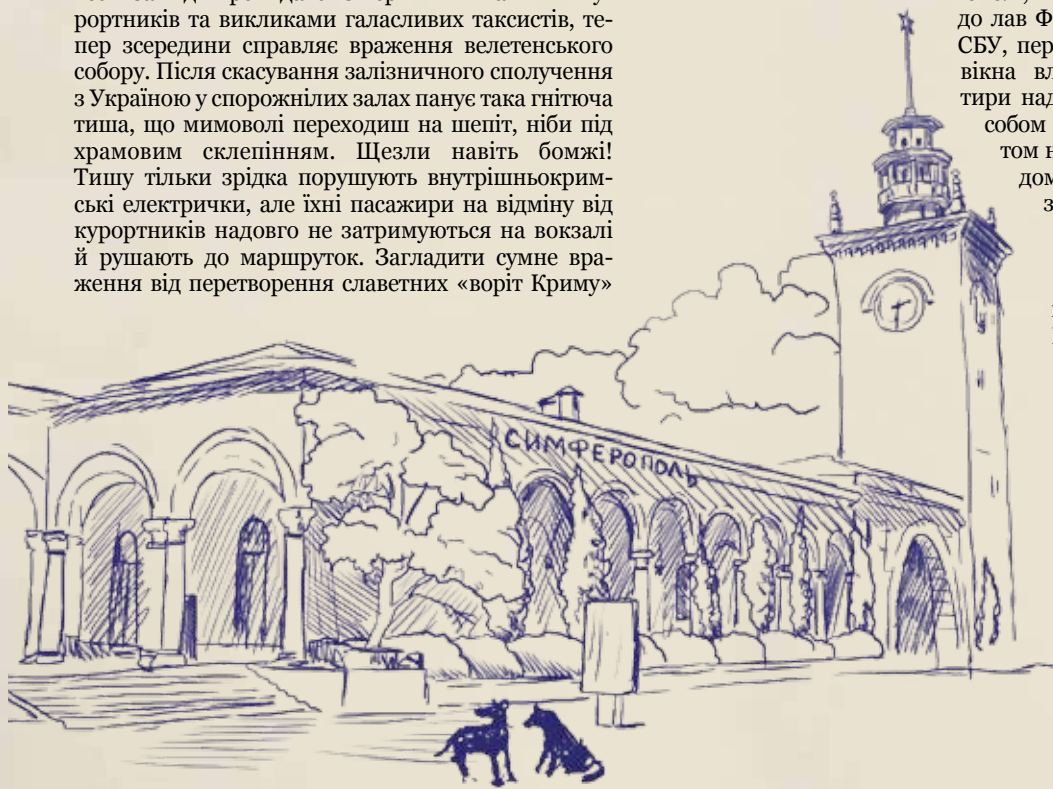 рортників та викликами галасливих таксистів, те-
пер зсередини справляє враження велетенського
собору. Після скасування залізничного сполучення
з Україною у спорожнілих залах панує така гнітюча
тиша, що мимоволі переходиш на шепіт, ніби під
храмовим склепінням. Щезли навіть бомжі!
Тишу тільки зрідка порушують внутрішньокрим-
ські електрички, але їхні пасажири на відміну від
курортників надовго не затримуються на вокзалі
й рушають до маршруток. Загладити сумне вра-
ження від перетворення славетних «воріт Криму»
до лав Ф
СБУ, пер
вікна вл
тири над
собом
том н
дом
з
СИМФЕРОПОЛЬ